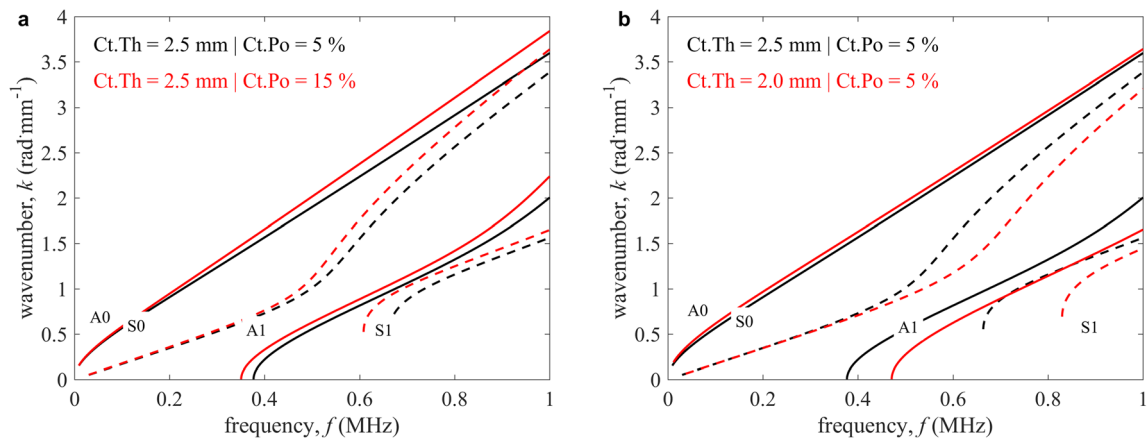 a
Ct.Th = 2.5 mm | Ct.Po = 5 %
Ct.Th = 2.5 mm | Ct.Po = 15 %
wavenumber, k (rad·mm⁻¹)
4
3.5
3
2.5
2
1.5
1
0.5
0
A0
S0
A1
S1
0 0.2 0.4 0.6 0.8 1
frequency, f (MHz)
b
Ct.Th = 2.5 mm | Ct.Po = 5 %
Ct.Th = 2.0 mm | Ct.Po = 5 %
wavenumber, k (rad·mm⁻¹)
4
3.5
3
2.5
2
1.5
1
0.5
0
A0
S0
A1
S1
0 0.2 0.4 0.6 0.8 1
frequency, f (MHz)